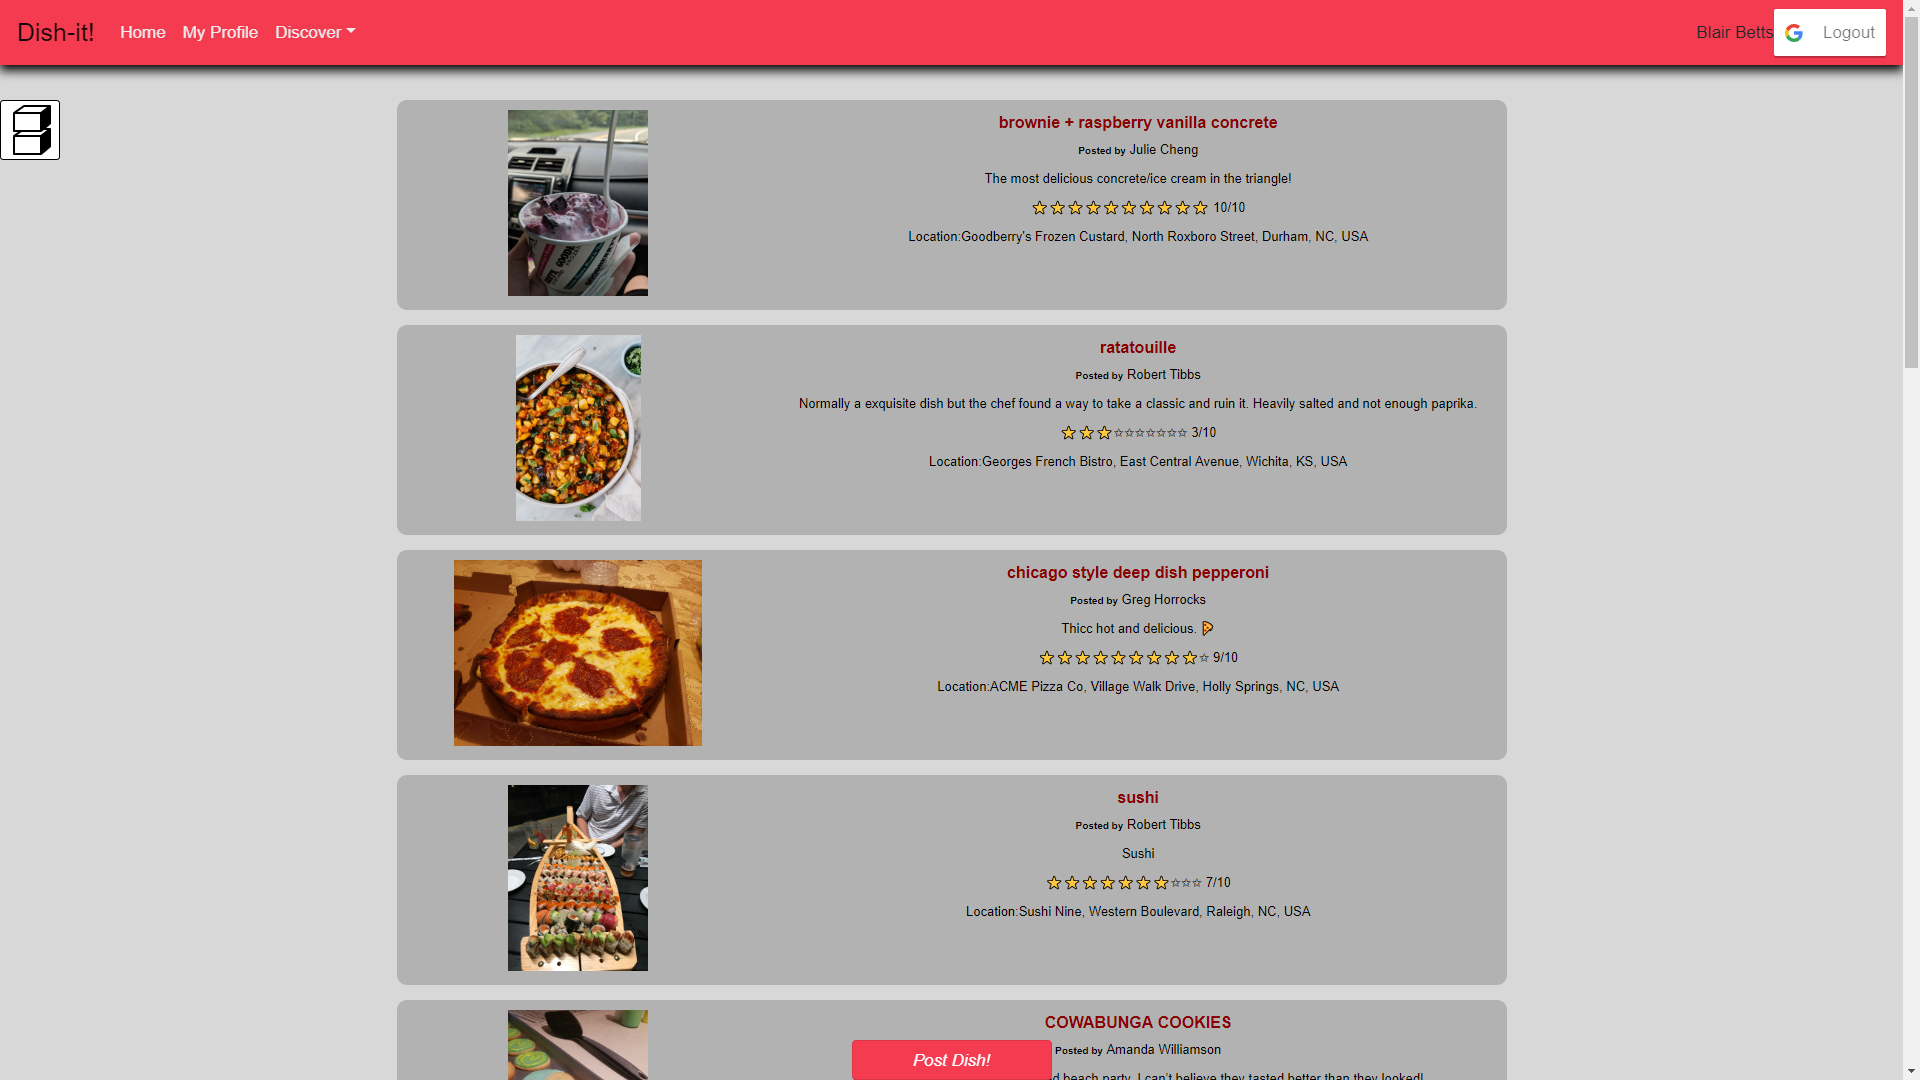 Dish-it! Home My Profile Discover Blair Betts Logout
brownie + raspberry vanilla concrete
Posted by Julie Cheng
The most delicious concrete/ice cream in the triangle!
10/10
Location:Goodberry's Frozen Custard, North Roxboro Street, Durham, NC, USA
ratatouille
Posted by Robert Tibbs
Normally a exquisite dish but the chef found a way to take a classic and ruin it. Heavily salted and not enough paprika.
3/10
Location:Georges French Bistro, East Central Avenue, Wichita, KS, USA
chicago style deep dish pepperoni
Posted by Greg Horrocks
Thicc hot and delicious. 🍕
9/10
Location:ACME Pizza Co, Village Walk Drive, Holly Springs, NC, USA
sushi
Posted by Robert Tibbs
Sushi
7/10
Location:Sushi Nine, Western Boulevard, Raleigh, NC, USA
COWABUNGA COOKIES
Posted by Amanda Williamson
Post Dish!
beach party. I can't believe they tasted better than they looked!